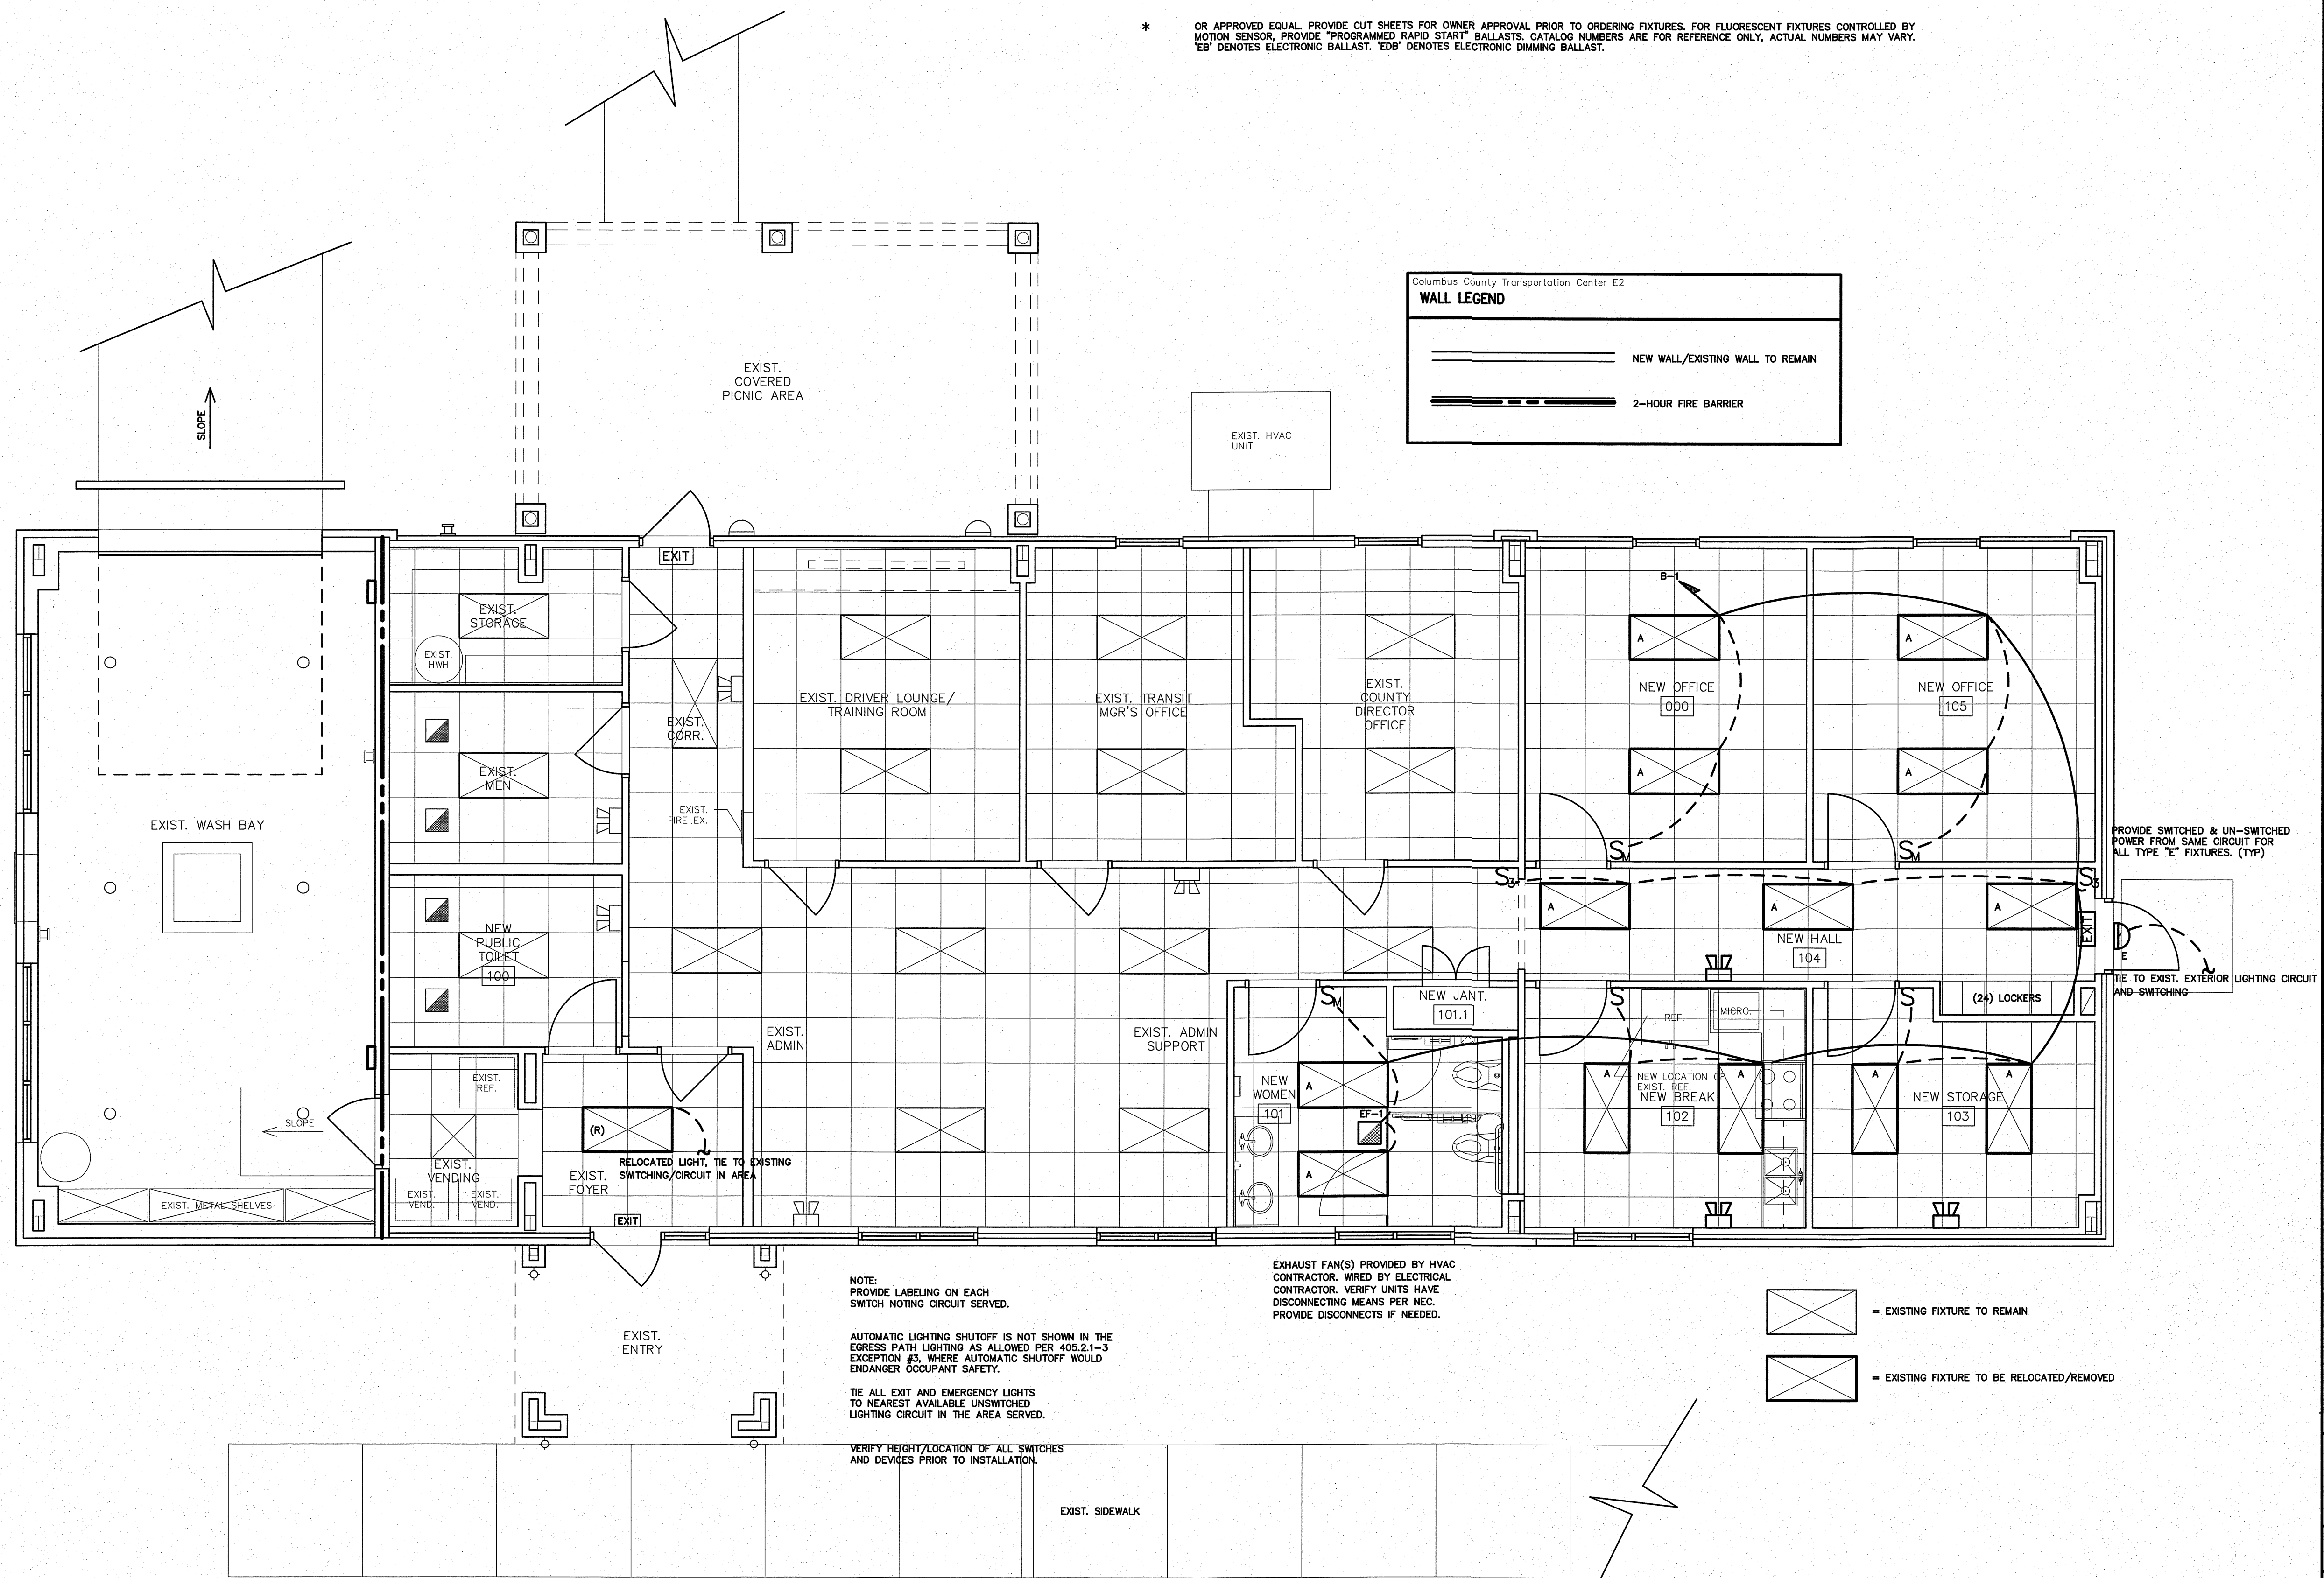 * OR APPROVED EQUAL. PROVIDE CUT SHEETS FOR OWNER APPROVAL PRIOR TO ORDERING FIXTURES. FOR FLUORESCENT FIXTURES CONTROLLED BY
MOTION SENSOR, PROVIDE "PROGRAMMED RAPID START" BALLASTS. CATALOG NUMBERS ARE FOR REFERENCE ONLY, ACTUAL NUMBERS MAY VARY.
'EB' DENOTES ELECTRONIC BALLAST. 'EDB' DENOTES ELECTRONIC DIMMING BALLAST.
Columbus County Transportation Center E2
WALL LEGEND
NEW WALL/EXISTING WALL TO REMAIN
2-HOUR FIRE BARRIER
EXIST.
COVERED
PICNIC AREA
SLOPE
EXIST. HVAC
UNIT
EXIT
B-1
EXIST.
STORAGE
EXIST.
HWH
A
A
EXIST. DRIVER LOUNGE/
TRAINING ROOM
EXIST. TRANSIT
MGR'S OFFICE
EXIST.
COUNTY
DIRECTOR
OFFICE
NEW OFFICE
000
NEW OFFICE
105
EXIST.
CORR.
EXIST.
MEN
A
A
EXIST.
FIRE EX.
EXIST. WASH BAY
SM
SM
PROVIDE SWITCHED & UN-SWITCHED
POWER FROM SAME CIRCUIT FOR
ALL TYPE "E" FIXTURES. (TYP)
S3
S3
A
A
A
EXIT
NEW
PUBLIC
TOILET
100
NEW HALL
104
E
TIE TO EXIST. EXTERIOR LIGHTING CIRCUIT
AND SWITCHING
SM
NEW JANT.
101.1
S
S
(24) LOCKERS
REF.
MICRO.
EXIST.
ADMIN
EXIST. ADMIN
SUPPORT
EXIST.
REF.
NEW
WOMEN
101
A
A
A
A
A
NEW LOCATION OF
EXIST. REF.
NEW BREAK
102
NEW STORAGE
103
EF-1
SLOPE
(R)
RELOCATED LIGHT, TIE TO EXISTING
SWITCHING/CIRCUIT IN AREA
EXIST.
VENDING
EXIST.
FOYER
A
EXIST. METAL SHELVES
EXIST.
VEND.
EXIST.
VEND.
EXIT
NOTE:
PROVIDE LABELING ON EACH
SWITCH NOTING CIRCUIT SERVED.
EXHAUST FAN(S) PROVIDED BY HVAC
CONTRACTOR. WIRED BY ELECTRICAL
CONTRACTOR. VERIFY UNITS HAVE
DISCONNECTING MEANS PER NEC.
PROVIDE DISCONNECTS IF NEEDED.
= EXISTING FIXTURE TO REMAIN
EXIST.
ENTRY
AUTOMATIC LIGHTING SHUTOFF IS NOT SHOWN IN THE
EGRESS PATH LIGHTING AS ALLOWED PER 405.2.1-3
EXCEPTION #3, WHERE AUTOMATIC SHUTOFF WOULD
ENDANGER OCCUPANT SAFETY.
= EXISTING FIXTURE TO BE RELOCATED/REMOVED
TIE ALL EXIT AND EMERGENCY LIGHTS
TO NEAREST AVAILABLE UNSWITCHED
LIGHTING CIRCUIT IN THE AREA SERVED.
VERIFY HEIGHT/LOCATION OF ALL SWITCHES
AND DEVICES PRIOR TO INSTALLATION.
EXIST. SIDEWALK